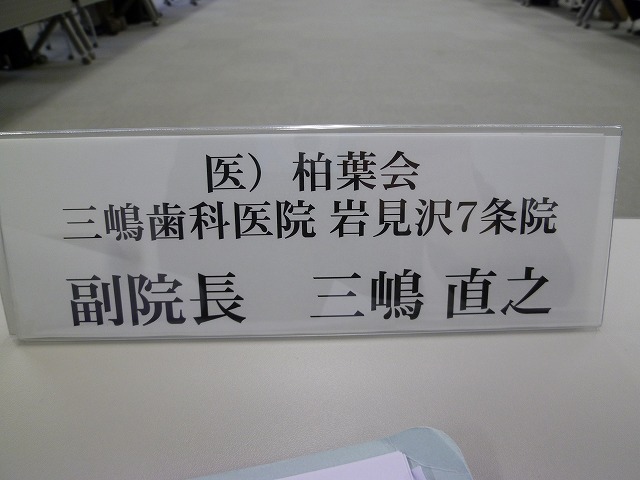 医）柏葉会
三嶋歯科医院 岩見沢7条院
副院長　三嶋 直之